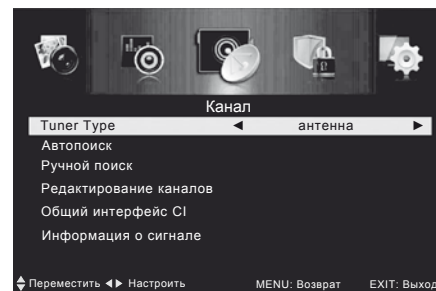 Канал
Tuner Type ◄ антенна ►
Автопоиск
Ручной поиск
Редактирование каналов
Общий интерфейс CI
Информация о сигнале
Переместить ◄► Настроить MENU: Возврат EXIT: Выход